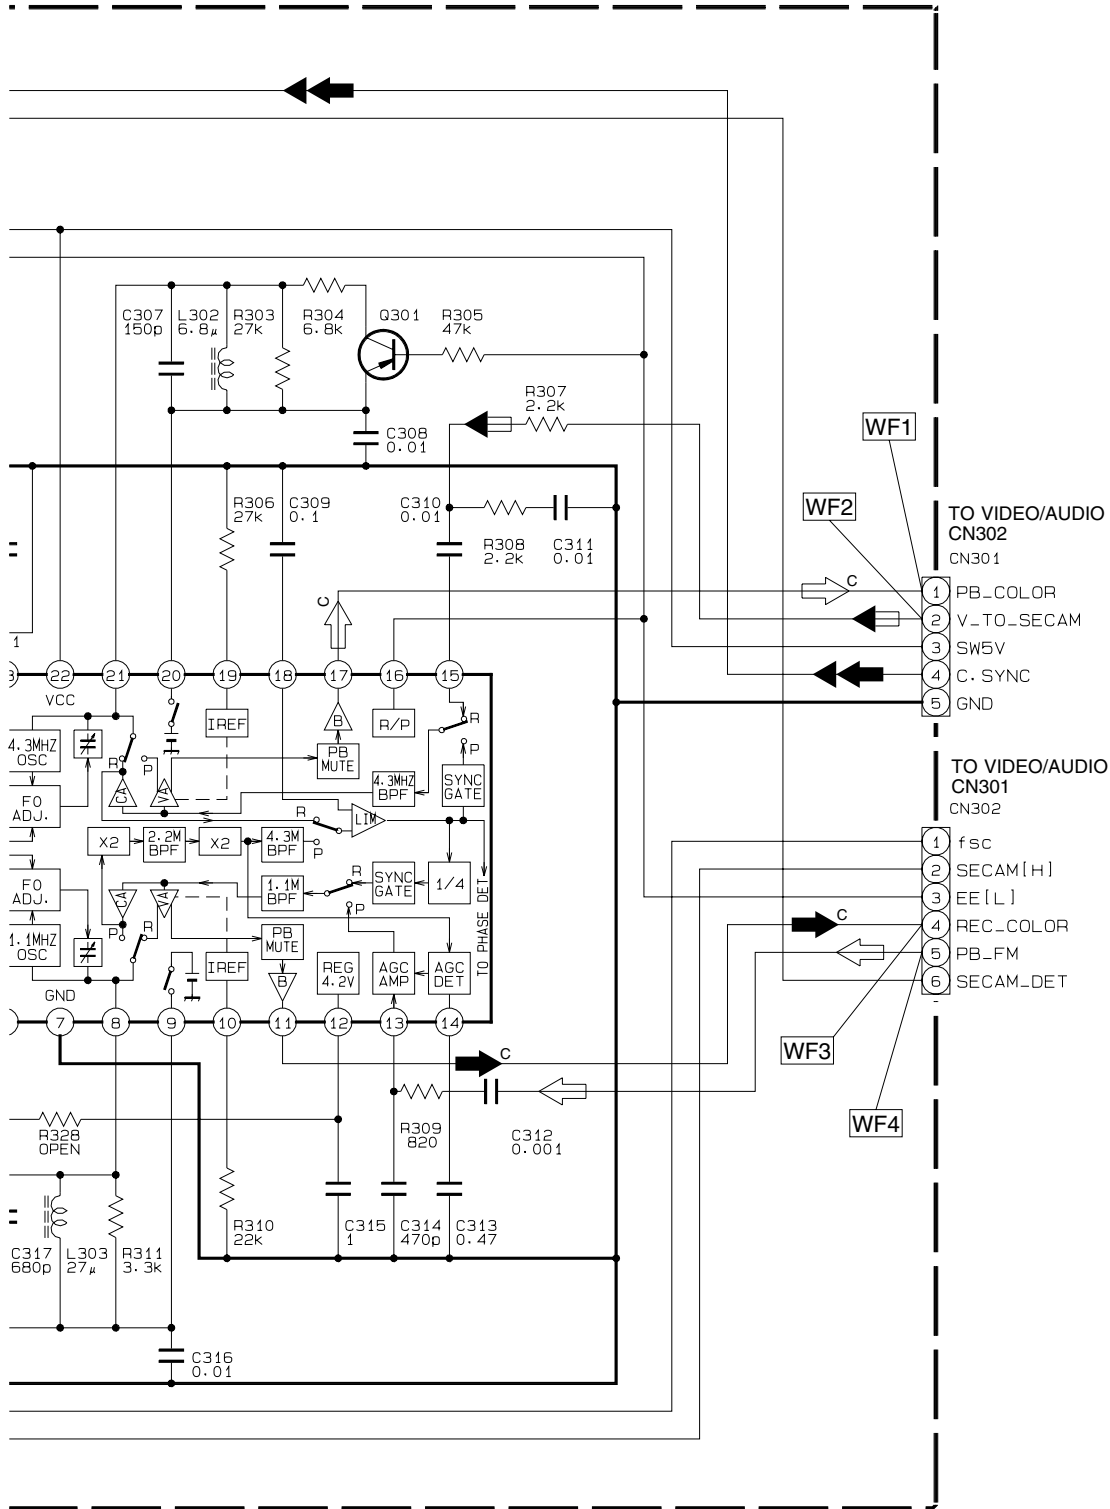 C307
150p
L302
6.8μ
R303
27k
R304
6.8k
Q301
R305
47k
R307
2.2k
C308
0.01
WF1
R306
27k
C309
0.1
C310
0.01
R308
2.2k
C311
0.01
WF2
TO VIDEO/AUDIO
CN302
CN301
1 PB_COLOR
2 V_TO_SECAM
3 SW5V
4 C.SYNC
5 GND
C
C
1
22
21
20
19
18
17
16
15
VCC
IREF
B
R/P
R
P
4.3MHZ
OSC
R
P
PB
MUTE
4.3MHZ
BPF
SYNC
GATE
CA
VA
F0
ADJ.
R
P
LIM
X2
2.2M
BPF
X2
4.3M
BPF
F0
ADJ.
CA
VA
1.1M
BPF
R
P
SYNC
GATE
1/4
TO PHASE DET
1.1MHZ
OSC
P
R
PB
MUTE
IREF
B
REG
4.2V
AGC
AMP
AGC
DET
GND
7
8
9
10
11
12
13
14
TO VIDEO/AUDIO
CN301
CN302
1 fsc
2 SECAM[H]
3 EE[L]
4 REC_COLOR
5 PB_FM
6 SECAM_DET
C
C
WF3
WF4
R328
OPEN
R309
820
C312
0.001
C317
680p
L303
27μ
R311
3.3k
R310
22k
C315
1
C314
470p
C313
0.47
C316
0.01